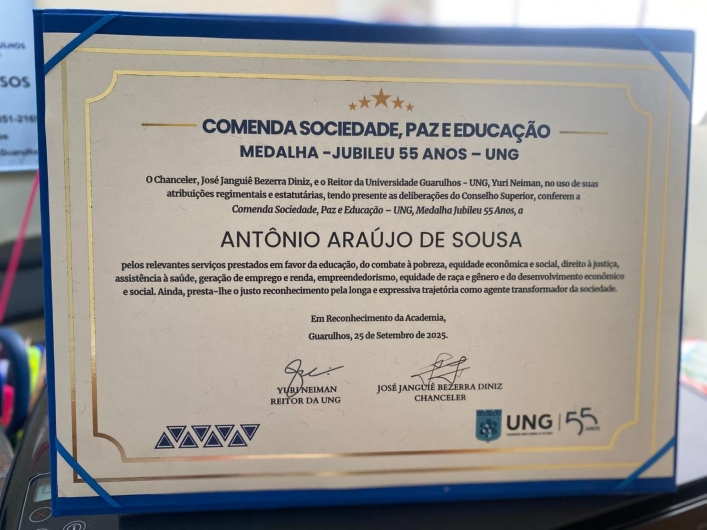 SOS
COMENDA SOCIEDADE, PAZ E EDUCAÇÃO
MEDALHA -JUBILEU 55 ANOS – UNG
O Chanceler, José Janguiê Bezerra Diniz, e o Reitor da Universidade Guarulhos - UNG, Yuri Neiman, no uso de suas
atribuições regimentais e estatutárias, tendo presente as deliberações do Conselho Superior, conferem a
Comenda Sociedade, Paz e Educação – UNG, Medalha Jubileu 55 Anos, a
ANTÔNIO ARAÚJO DE SOUSA
pelos relevantes serviços prestados em favor da educação, do combate à pobreza, equidade econômica e social, direito à justiça,
assistência à saúde, geração de emprego e renda, empreendedorismo, equidade de raça e gênero e do desenvolvimento econômico
e social. Ainda, presta-lhe o justo reconhecimento pela longa e expressiva trajetória como agente transformador da sociedade.
Em Reconhecimento da Academia,
Guarulhos, 25 de Setembro de 2025.
YURI NEIMAN
REITOR DA UNG
JOSÉ JANGUIÊ BEZERRA DINIZ
CHANCELER
UNG 55